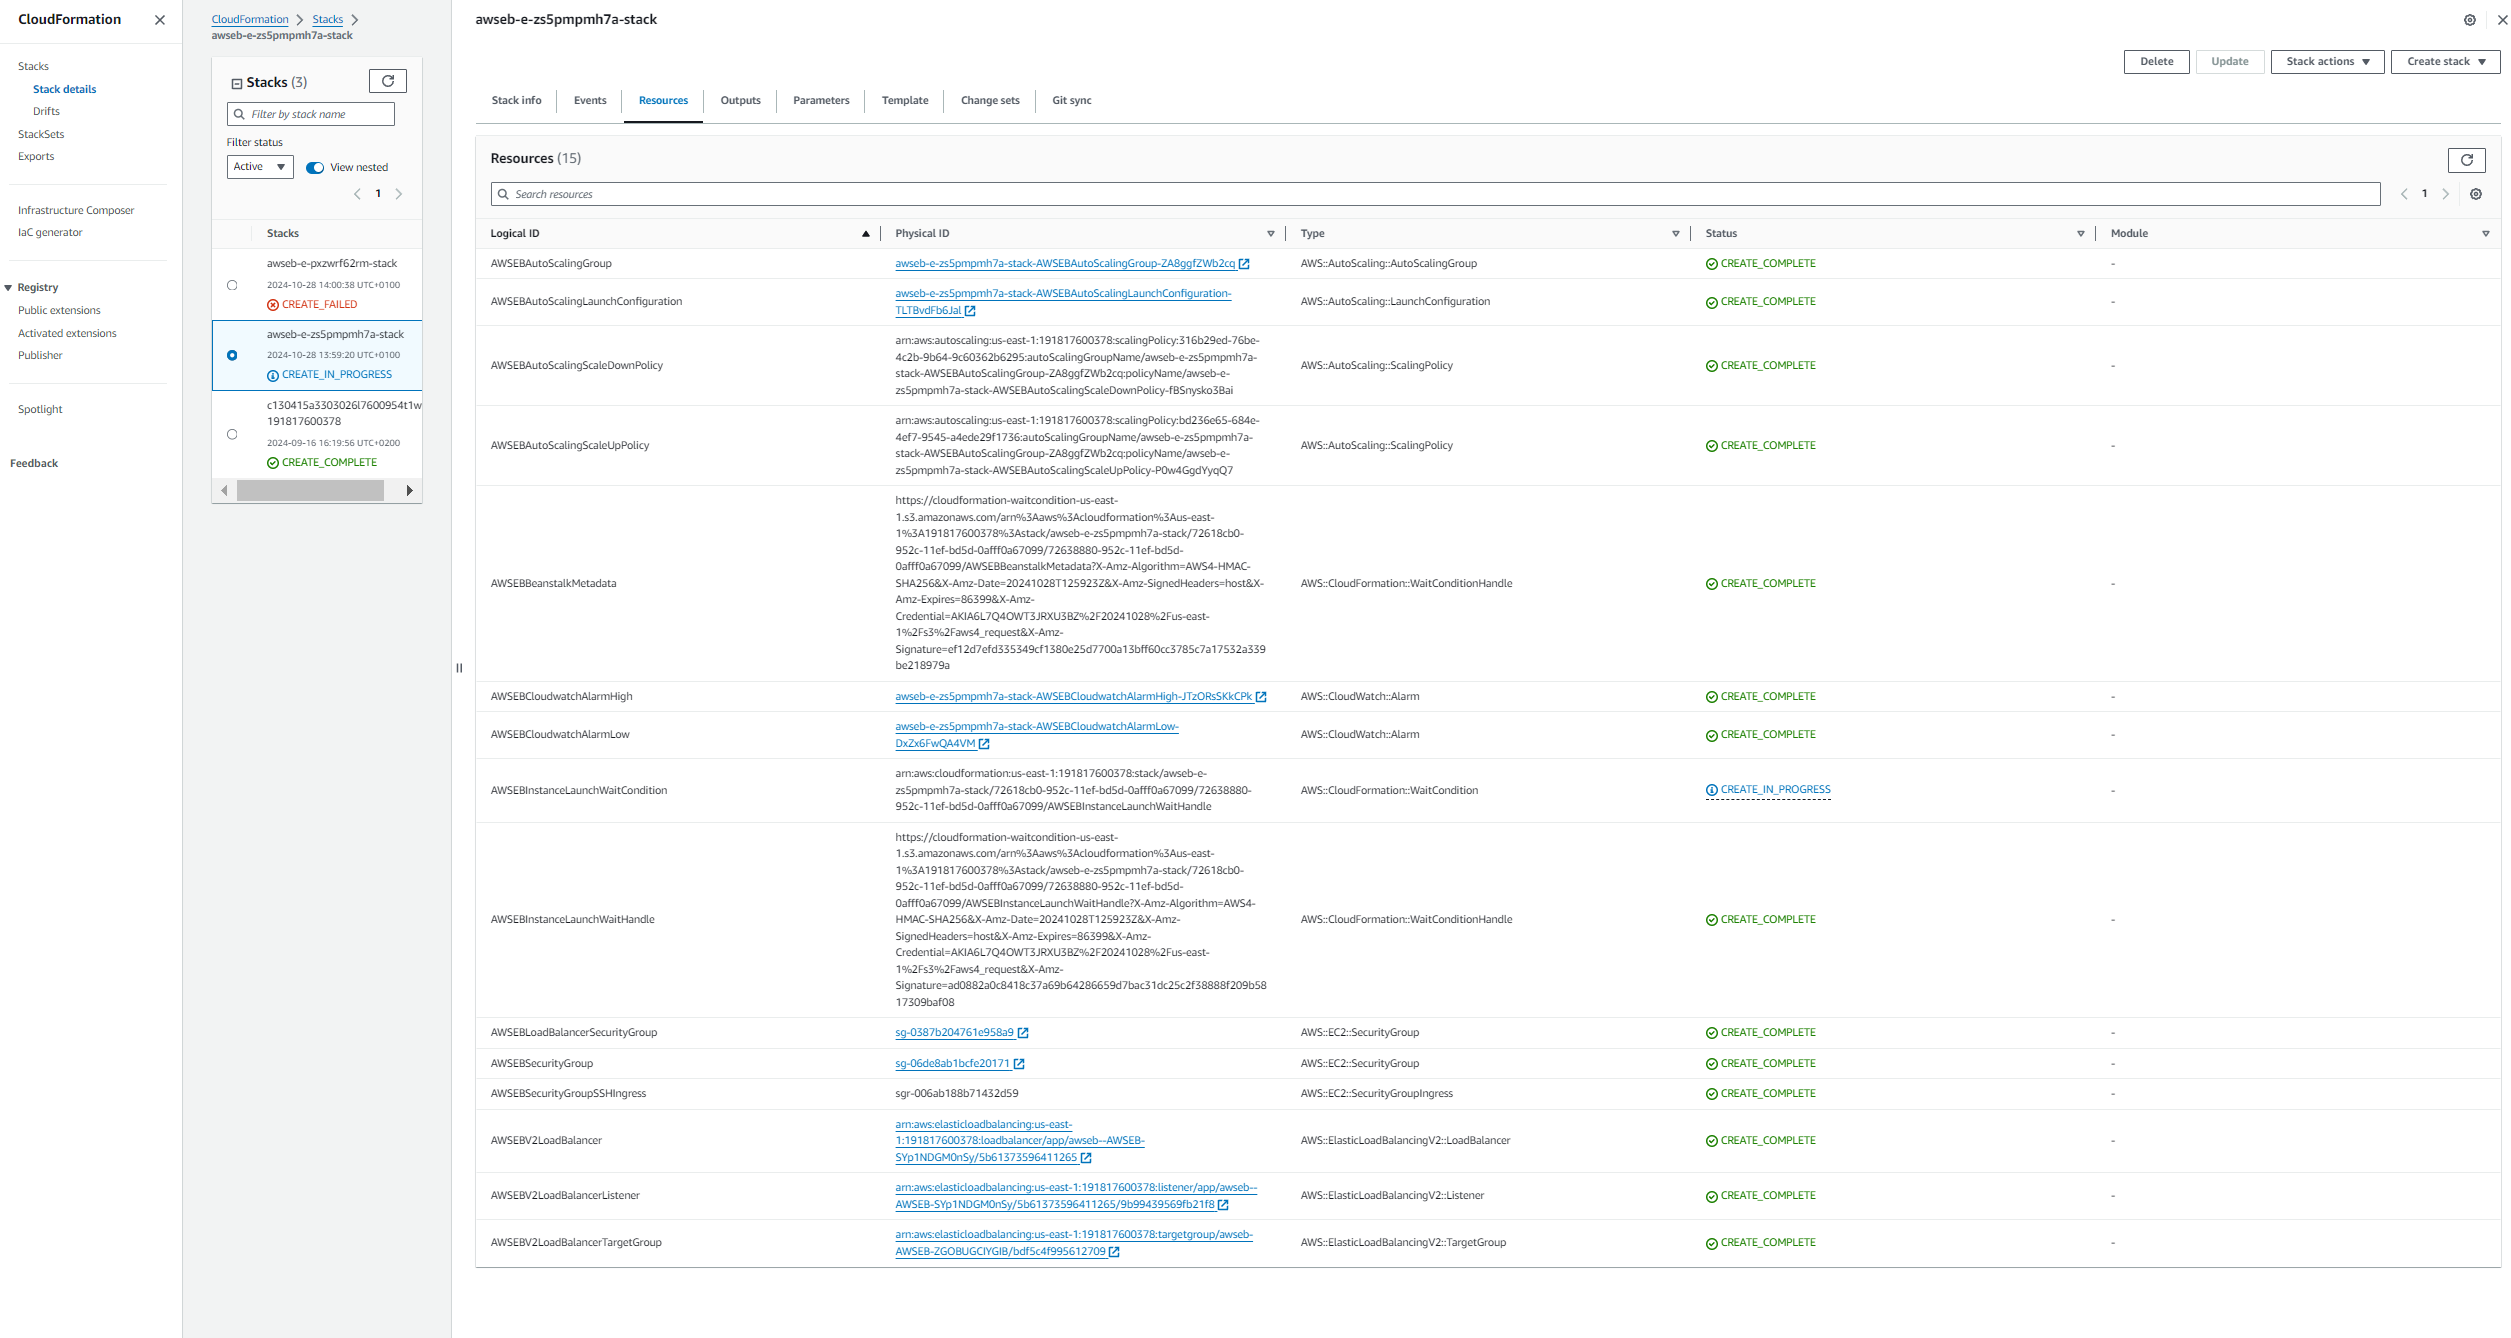 CloudFormation
Stacks
Stack details
Drifts
StackSets
Exports
Infrastructure Composer
IaC generator
Registry
Public extensions
Activated extensions
Publisher
Spotlight
Feedback
CloudFormation > Stacks >
awseb-e-zs5pmpmh7a-stack
Stacks (3)
Filter by stack name
Filter status
Active
View nested
1
Stacks
awseb-e-pxzwrf62rm-stack
2024-10-28 14:00:38 UTC+0100
CREATE_FAILED
awseb-e-zs5pmpmh7a-stack
2024-10-28 13:59:20 UTC+0100
CREATE_IN_PROGRESS
c130415a3303026l7600954t1w
191817600378
2024-09-16 16:19:56 UTC+0200
CREATE_COMPLETE
awseb-e-zs5pmpmh7a-stack
Delete Update Stack actions Create stack
Stack info Events Resources Outputs Parameters Template Change sets Git sync
Resources (15)
Search resources
1
Logical ID Physical ID Type Status Module
AWSEBAutoScalingGroup awseb-e-zs5pmpmh7a-stack-AWSEBAutoScalingGroup-ZA8ggfZWb2cq AWS::AutoScaling::AutoScalingGroup CREATE_COMPLETE -
awseb-e-zs5pmpmh7a-stack-AWSEBAutoScalingLaunchConfiguration-
AWSEBAutoScalingLaunchConfiguration AWS::AutoScaling::LaunchConfiguration CREATE_COMPLETE -
TLTBvdFb6Jal
arn:aws:autoscaling:us-east-1:191817600378:scalingPolicy:316b29ed-76be-
4c2b-9b64-9c60362b6295:autoScalingGroupName/awseb-e-zs5pmpmh7a-
AWSEBAutoScalingScaleDownPolicy AWS::AutoScaling::ScalingPolicy CREATE_COMPLETE -
stack-AWSEBAutoScalingGroup-ZA8ggfZWb2cq:policyName/awseb-e-
zs5pmpmh7a-stack-AWSEBAutoScalingScaleDownPolicy-fBSnysko3Bai
arn:aws:autoscaling:us-east-1:191817600378:scalingPolicy:bd236e65-684e-
4ef7-9545-a4ede29f1736:autoScalingGroupName/awseb-e-zs5pmpmh7a-
AWSEBAutoScalingScaleUpPolicy AWS::AutoScaling::ScalingPolicy CREATE_COMPLETE -
stack-AWSEBAutoScalingGroup-ZA8ggfZWb2cq:policyName/awseb-e-
zs5pmpmh7a-stack-AWSEBAutoScalingScaleUpPolicy-P0w4GgdYyqQ7
https://cloudformation-waitcondition-us-east-
1.s3.amazonaws.com/arn%3Aaws%3Acloudformation%3Aus-east-
1%3A191817600378%3Astack/awseb-e-zs5pmpmh7a-stack/72618cb0-
952c-11ef-bd5d-0afff0a67099/72638880-952c-11ef-bd5d-
0afff0a67099/AWSEBBeanstalkMetadata?X-Amz-Algorithm=AWS4-HMAC-
AWSEBBeanstalkMetadata SHA256&X-Amz-Date=20241028T125923Z&X-Amz-SignedHeaders=host&X- AWS::CloudFormation::WaitConditionHandle CREATE_COMPLETE -
Amz-Expires=86399&X-Amz-
Credential=AKIA6L7Q4OWT3JRXU3BZ%2F20241028%2Fus-east-
1%2Fs3%2Faws4_request&X-Amz-
Signature=ef12d7efd335349cf1380e25d7700a13bff60cc3785c7a17532a339
be218979a
AWSEBCloudwatchAlarmHigh awseb-e-zs5pmpmh7a-stack-AWSEBCloudwatchAlarmHigh-JTzORsSKkCPk AWS::CloudWatch::Alarm CREATE_COMPLETE -
awseb-e-zs5pmpmh7a-stack-AWSEBCloudwatchAlarmLow-
AWSEBCloudwatchAlarmLow AWS::CloudWatch::Alarm CREATE_COMPLETE -
DxZx6FwQA4VM
arn:aws:cloudformation:us-east-1:191817600378:stack/awseb-e-
AWSEBInstanceLaunchWaitCondition zs5pmpmh7a-stack/72618cb0-952c-11ef-bd5d-0afff0a67099/72638880- AWS::CloudFormation::WaitCondition CREATE_IN_PROGRESS -
952c-11ef-bd5d-0afff0a67099/AWSEBInstanceLaunchWaitHandle
https://cloudformation-waitcondition-us-east-
1.s3.amazonaws.com/arn%3Aaws%3Acloudformation%3Aus-east-
1%3A191817600378%3Astack/awseb-e-zs5pmpmh7a-stack/72618cb0-
952c-11ef-bd5d-0afff0a67099/72638880-952c-11ef-bd5d-
0afff0a67099/AWSEBInstanceLaunchWaitHandle?X-Amz-Algorithm=AWS4-
AWSEBInstanceLaunchWaitHandle HMAC-SHA256&X-Amz-Date=20241028T125923Z&X-Amz- AWS::CloudFormation::WaitConditionHandle CREATE_COMPLETE -
SignedHeaders=host&X-Amz-Expires=86399&X-Amz-
Credential=AKIA6L7Q4OWT3JRXU3BZ%2F20241028%2Fus-east-
1%2Fs3%2Faws4_request&X-Amz-
Signature=ad0882a0c8418c37a69b64286659d7bac31dc25c2f38888f209b58
17309baf08
AWSEBLoadBalancerSecurityGroup sg-0387b204761e958a9 AWS::EC2::SecurityGroup CREATE_COMPLETE -
AWSEBSecurityGroup sg-06de8ab1bcfe20171 AWS::EC2::SecurityGroup CREATE_COMPLETE -
AWSEBSecurityGroupSSHIngress sgr-006ab188b71432d59 AWS::EC2::SecurityGroupIngress CREATE_COMPLETE -
arn:aws:elasticloadbalancing:us-east-
AWSEBV2LoadBalancer 1:191817600378:loadbalancer/app/awseb--AWSEB- AWS::ElasticLoadBalancingV2::LoadBalancer CREATE_COMPLETE -
SYp1NDGM0nSy/5b61373596411265
arn:aws:elasticloadbalancing:us-east-1:191817600378:listener/app/awseb--
AWSEBV2LoadBalancerListener AWS::ElasticLoadBalancingV2::Listener CREATE_COMPLETE -
AWSEB-SYp1NDGM0nSy/5b61373596411265/9b99439569fb21f8
arn:aws:elasticloadbalancing:us-east-1:191817600378:targetgroup/awseb-
AWSEBV2LoadBalancerTargetGroup AWS::ElasticLoadBalancingV2::TargetGroup CREATE_COMPLETE -
AWSEB-ZGOBUGCIYGIB/bdf5c4f995612709